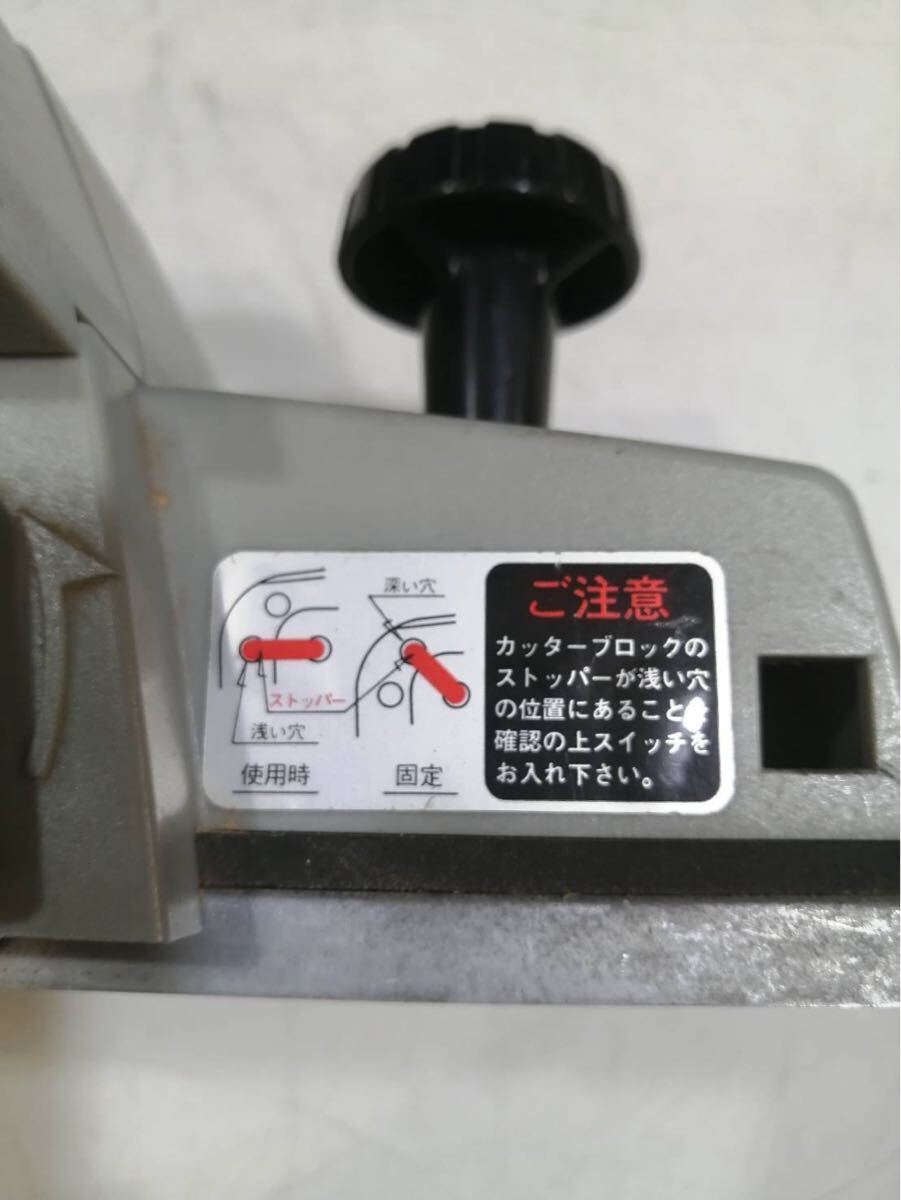 深い穴
ストッパー
浅い穴
使用時
固定
ご注意
カッターブロックの
ストッパーが浅い穴
の位置にあること
確認の上スイッチを
お入れ下さい。